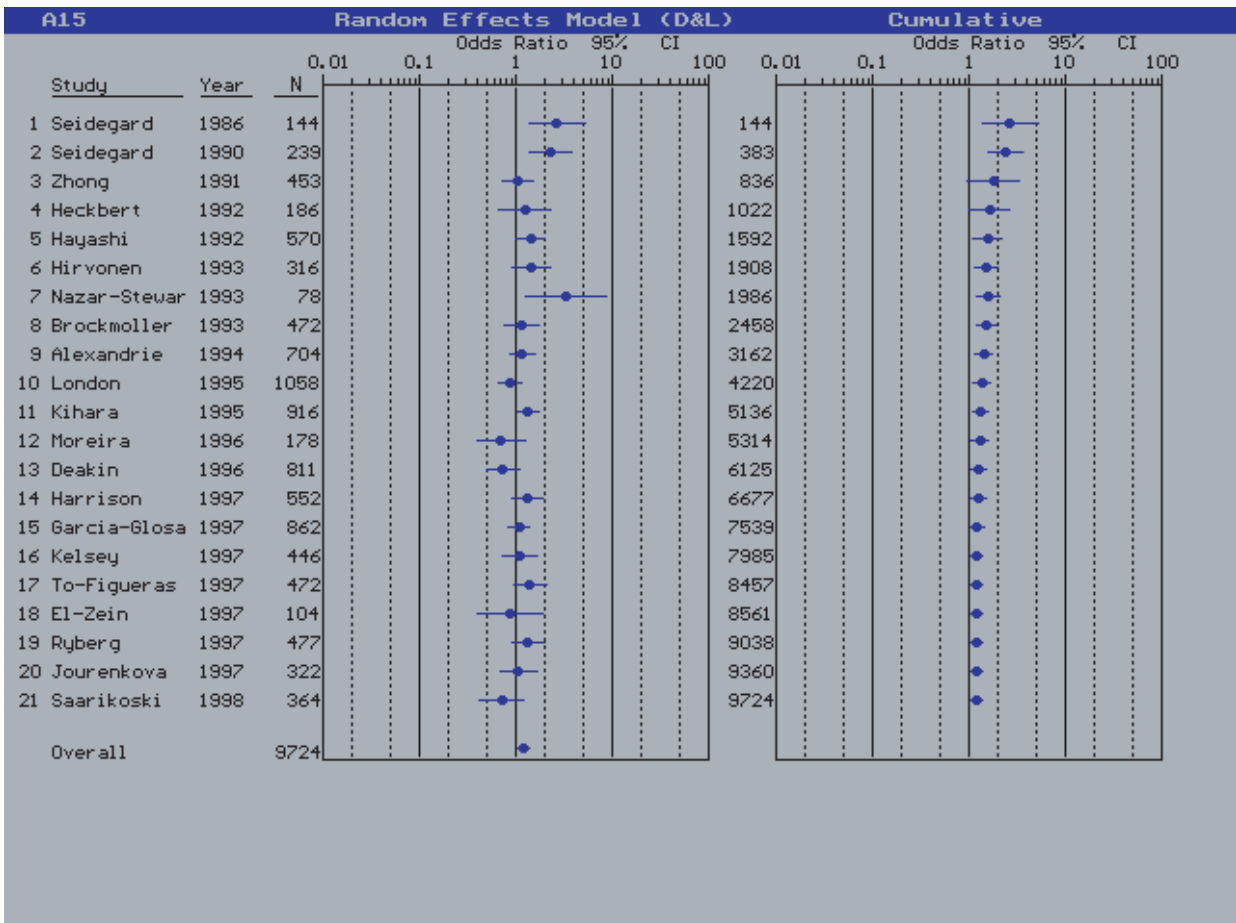 A15 Random Effects Model (D&L) Cumulative
Odds Ratio 95% CI Odds Ratio 95% CI
0.01 0.1 1 10 100 0.01 0.1 1 10 100
Study Year N
1 Seidegard 1986 144 144
2 Seidegard 1990 239 383
3 Zhong 1991 453 836
4 Heckbert 1992 186 1022
5 Hayashi 1992 570 1592
6 Hirvonen 1993 316 1908
7 Nazar-Stewar 1993 78 1986
8 Brockmoller 1993 472 2458
9 Alexandrie 1994 704 3162
10 London 1995 1058 4220
11 Kihara 1995 916 5136
12 Moreira 1996 178 5314
13 Deakin 1996 811 6125
14 Harrison 1997 552 6677
15 Garcia-Glosa 1997 862 7539
16 Kelsey 1997 446 7985
17 To-Figueras 1997 472 8457
18 El-Zein 1997 104 8561
19 Ryberg 1997 477 9038
20 Jourenkova 1997 322 9360
21 Saarikoski 1998 364 9724
Overall 9724